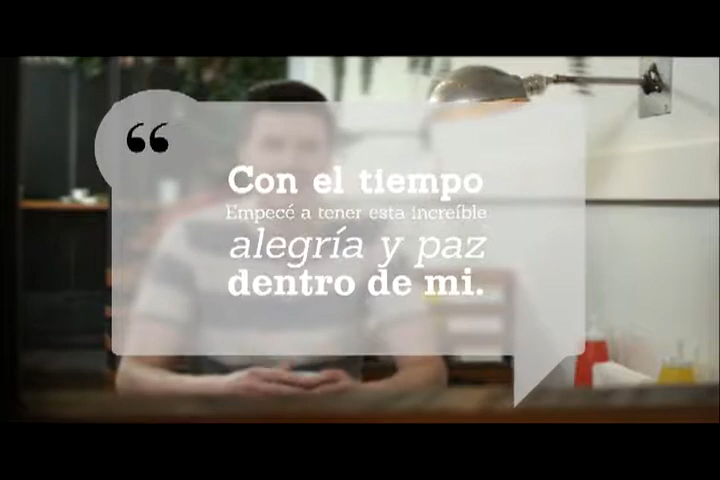 “
Con el tiempo
Empecé a tener esta increíble
alegría y paz
dentro de mi.